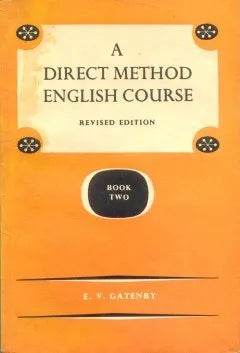 A
DIRECT METHOD
ENGLISH COURSE
REVISED EDITION
BOOK
TWO
E. V. GATENBY